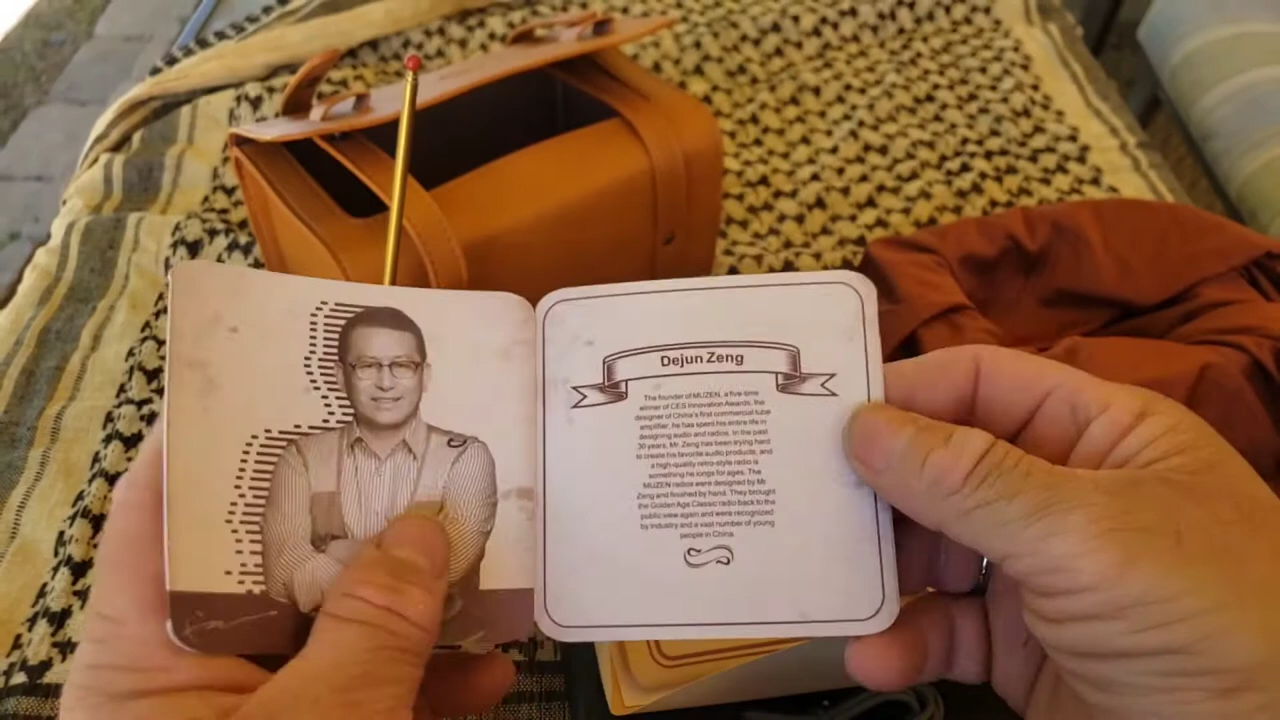 Dejun Zeng
The founder of MUZEN, a five-time
winner of CES Innovation Awards, the
designer of China's first commercial tube
amplifier, he has spent his entire life in
designing audio and radios. In the past
30 years, Mr. Zeng has been trying hard
to create his favorite audio products, and
a high-quality retro-style radio is
something he longs for ages. The
MUZEN radios were designed by Mr
Zeng and finished by hand. They brought
the Golden Age Classic radio back to the
public view again and were recognized
by industry and a vast number of young
people in China.